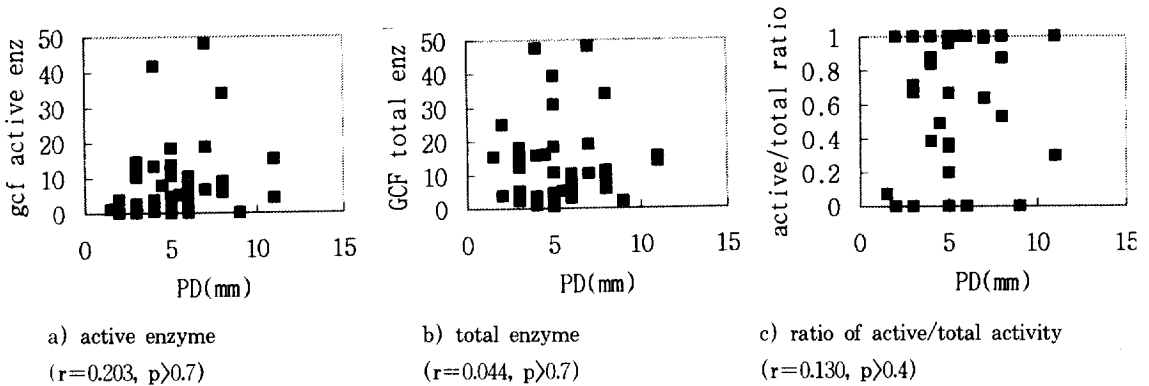 gcf active enz
50
40
30
20
10
0
0 5 10 15
PD(mm)
a) active enzyme
(r=0.203, p>0.7)
GCF total enz
50
40
30
20
10
0
0 5 10 15
PD(mm)
b) total enzyme
(r=0.044, p>0.7)
active/total ratio
1
0.8
0.6
0.4
0.2
0
0 5 10 15
PD(mm)
c) ratio of active/total activity
(r=0.130, p>0.4)